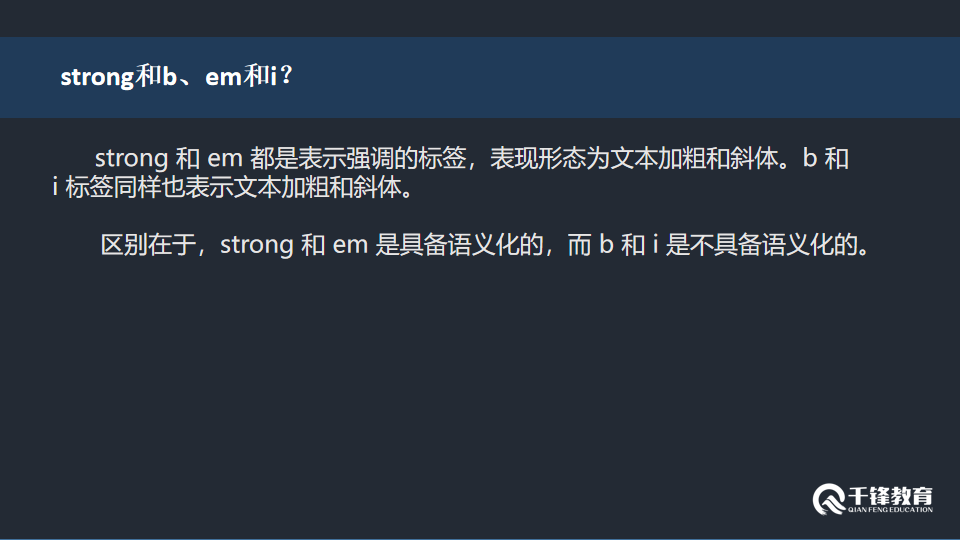 strong和b、em和i？
strong 和 em 都是表示强调的标签，表现形态为文本加粗和斜体。b 和
i 标签同样也表示文本加粗和斜体。
区别在于，strong 和 em 是具备语义化的，而 b 和 i 是不具备语义化的。
千锋教育
QIAN FENG EDUCATION